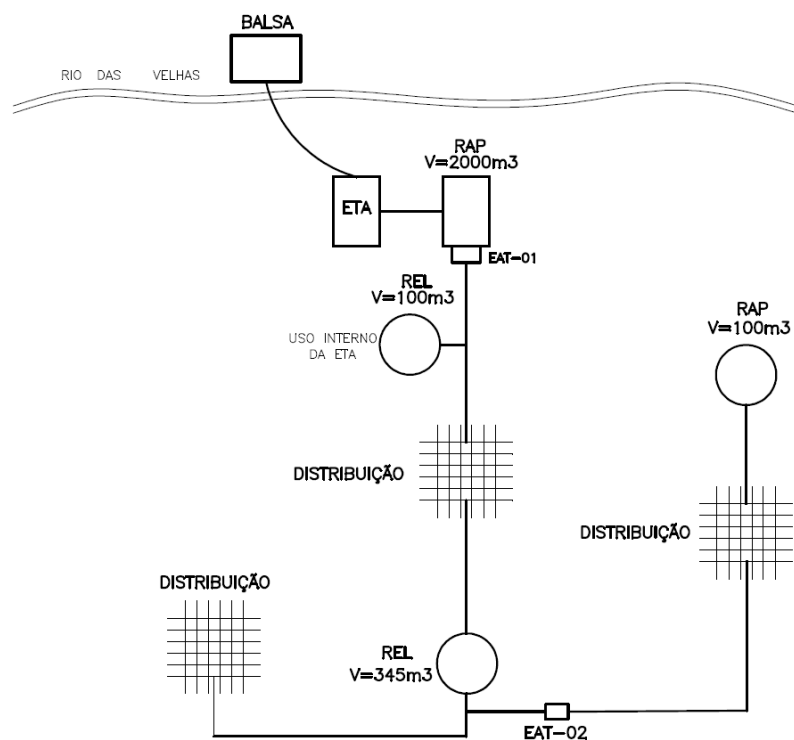 BALSA
RIO DAS VELHAS
RAP
V=2000m3
ETA
EAT-01
REL
V=100m3
USO INTERNO
DA ETA
RAP
V=100m3
DISTRIBUIÇÃO
DISTRIBUIÇÃO
DISTRIBUIÇÃO
REL
V=345m3
EAT-02